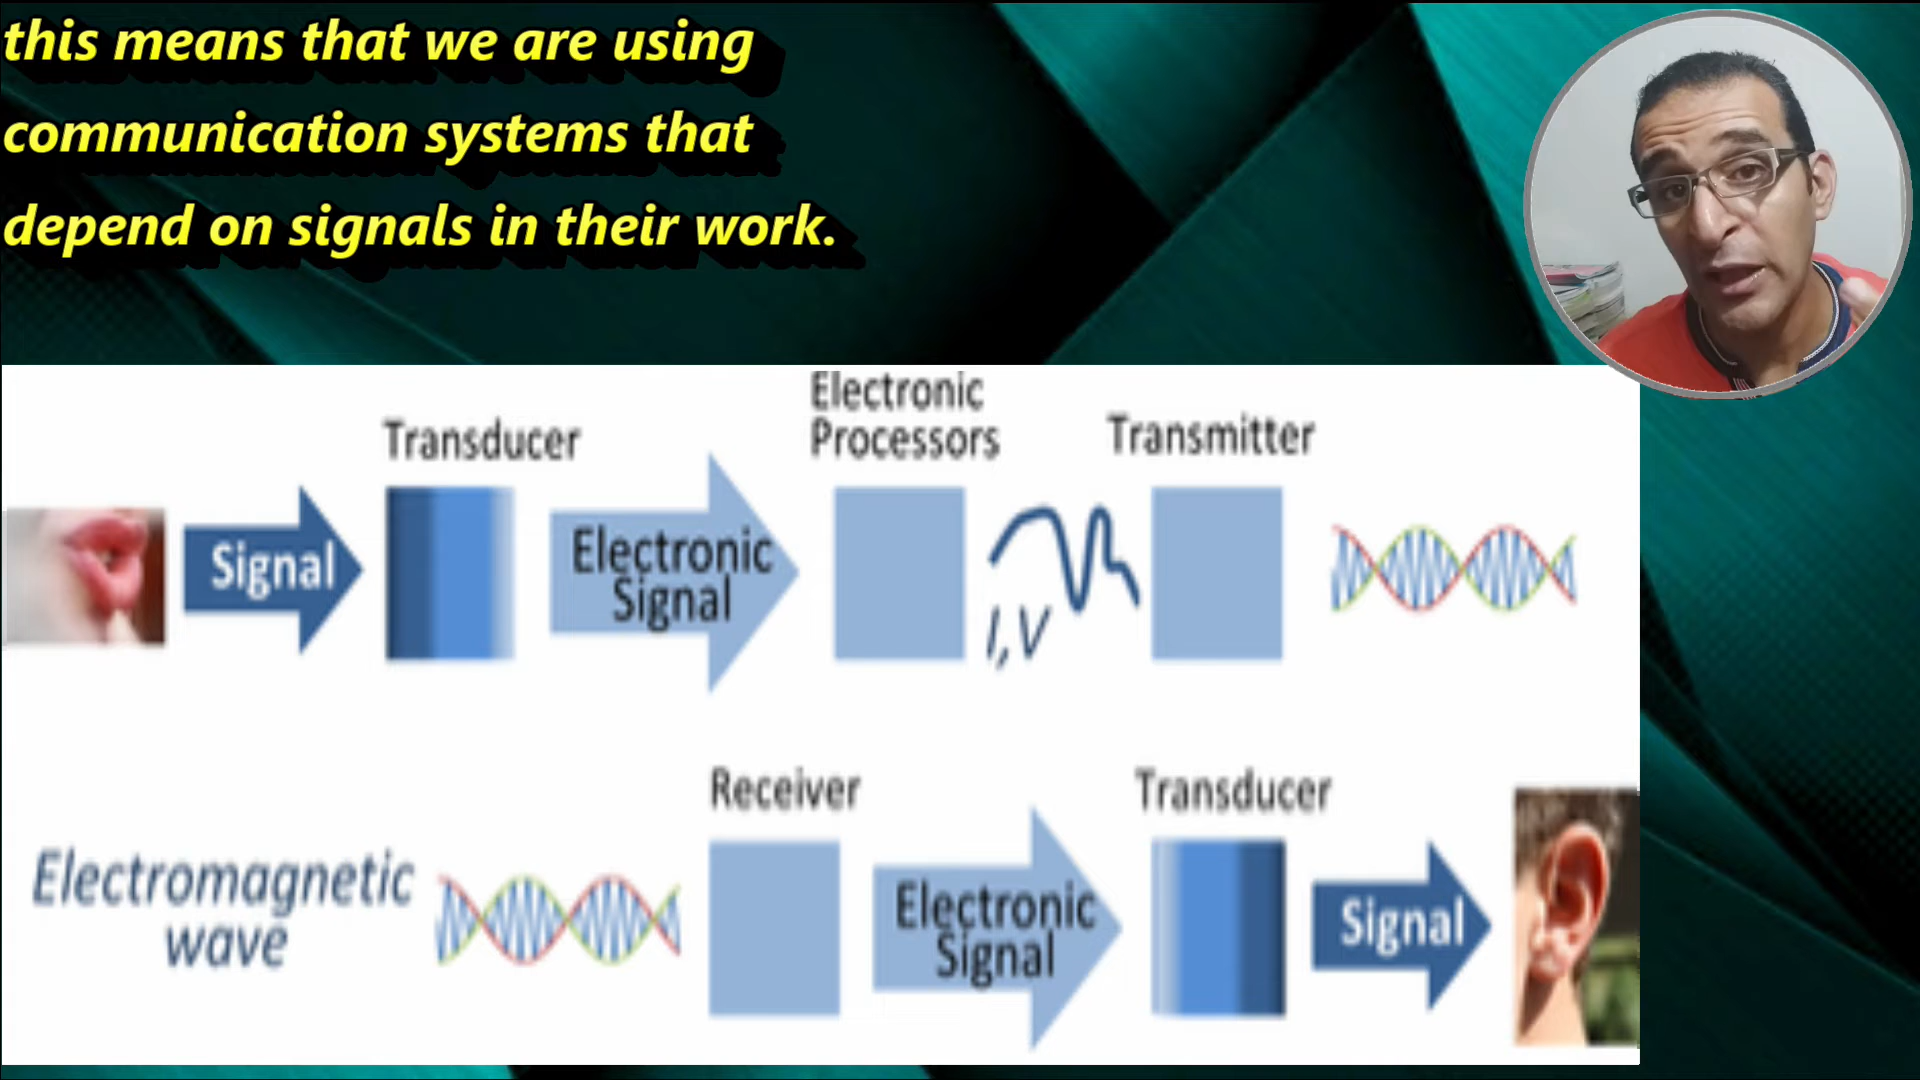 this means that we are using
communication systems that
depend on signals in their work.
Electronic
Processors
Transducer
Transmitter
Signal
Electronic
Signal
I,V
Receiver
Transducer
Electromagnetic
wave
Electronic
Signal
Signal